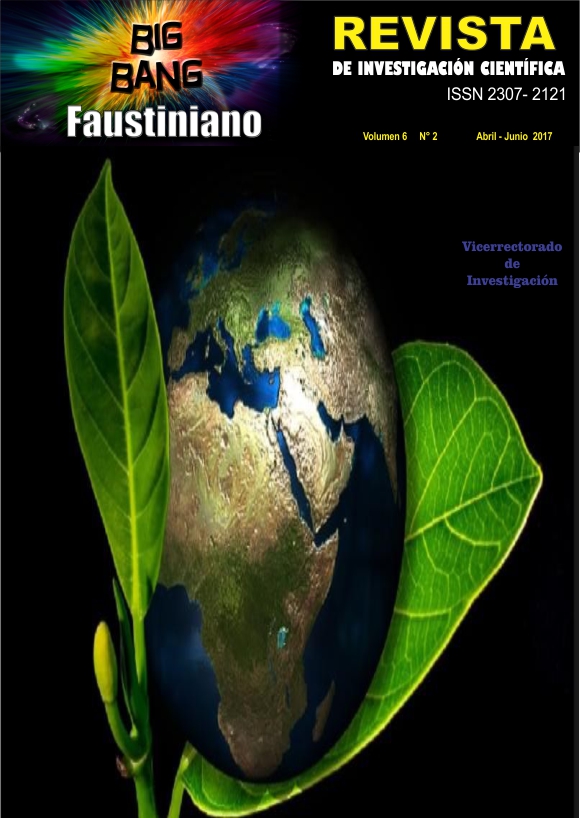 BIG
BANG
Faustiniano
REVISTA
DE INVESTIGACIÓN CIENTÍFICA
ISSN 2307- 2121
Volumen 6 N° 2 Abril - Junio 2017
Vicerrectorado
de
Investigación